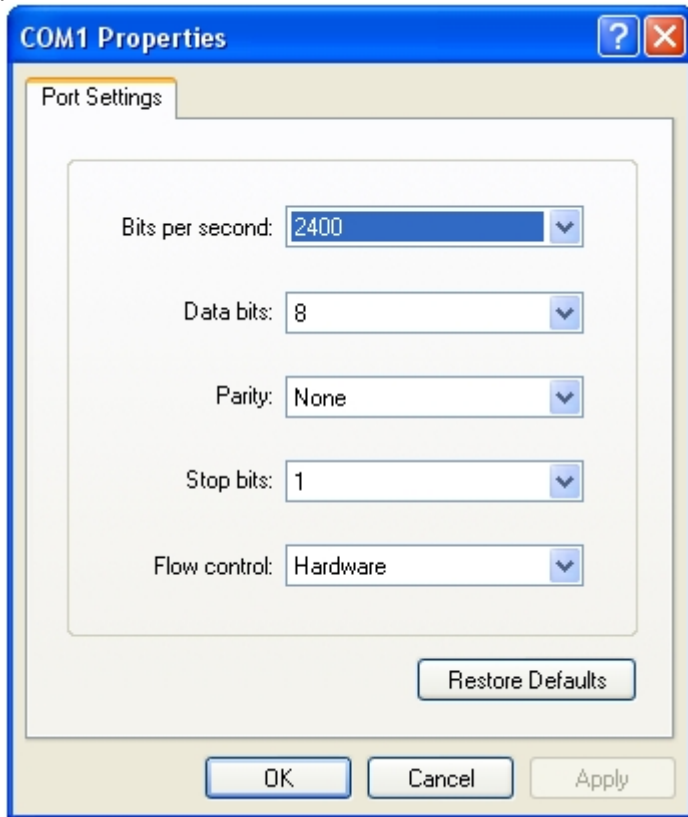 COM1 Properties
Port Settings
Bits per second: 2400
Data bits: 8
Parity: None
Stop bits: 1
Flow control: Hardware
Restore Defaults
OK Cancel Apply